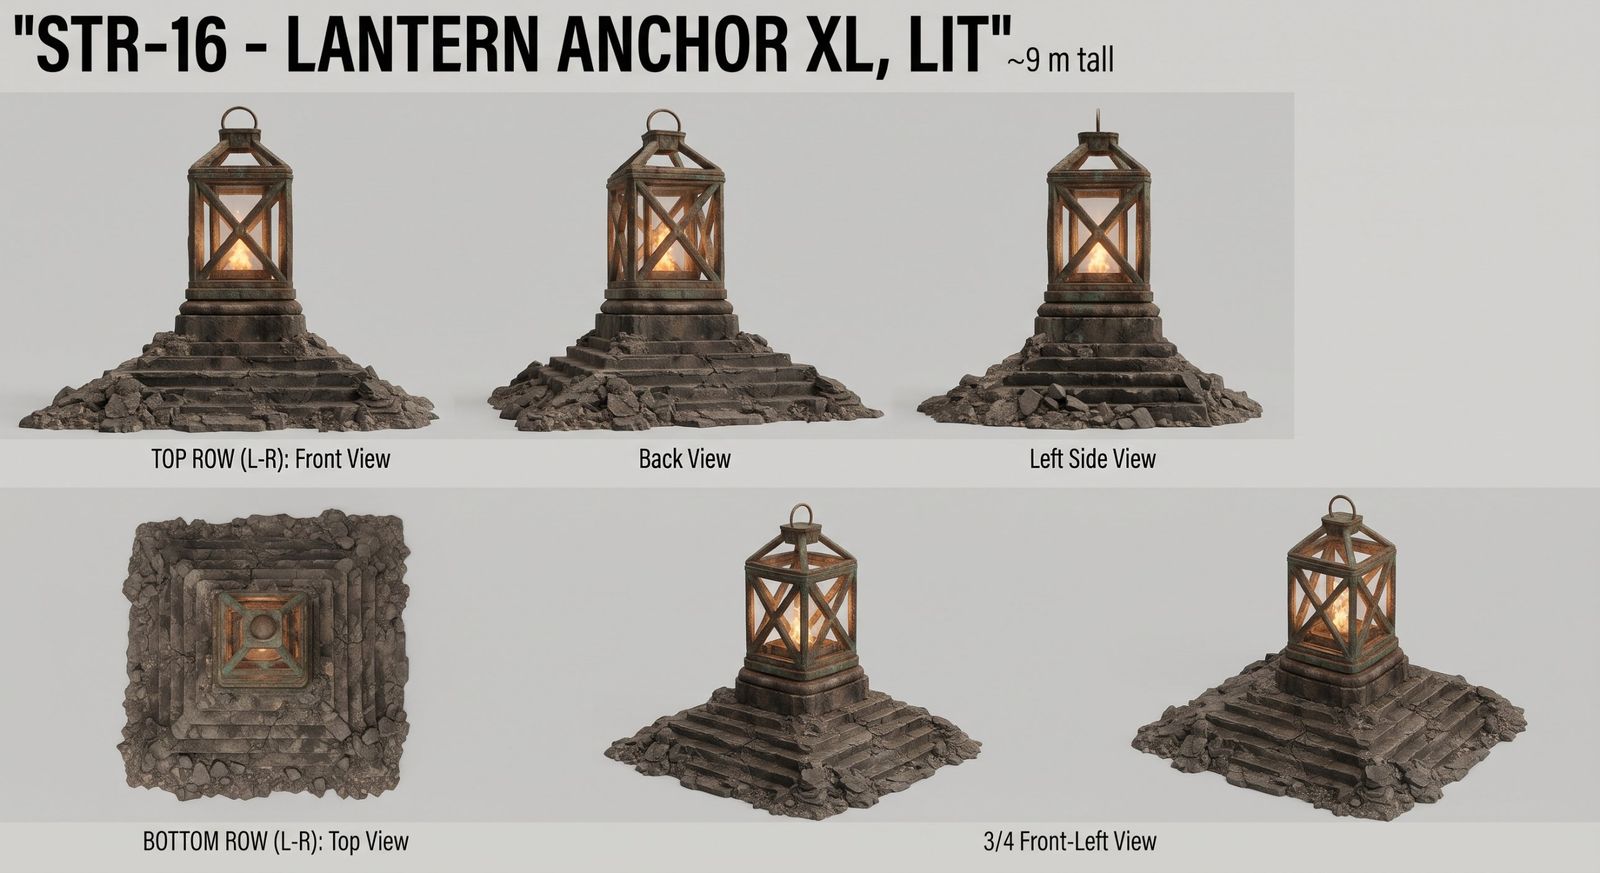 "STR-16 - LANTERN ANCHOR XL, LIT" ~9 m tall
TOP ROW (L-R): Front View
Back View
Left Side View
BOTTOM ROW (L-R): Top View
3/4 Front-Left View